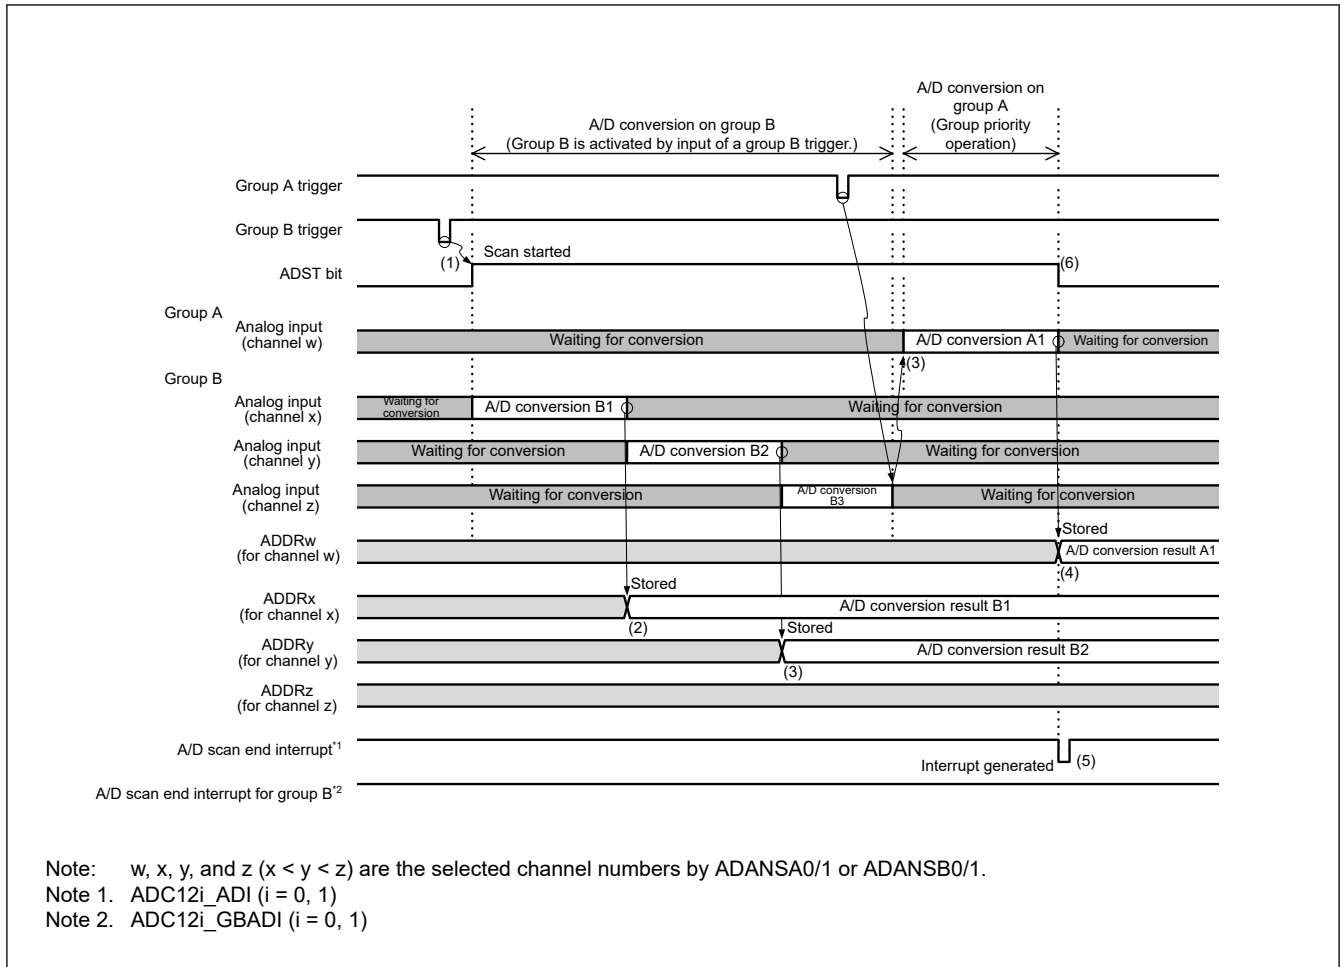 A/D conversion on
group A
(Group priority
operation)
A/D conversion on group B
(Group B is activated by input of a group B trigger.)
Group A trigger
Group B trigger
(1)
Scan started
ADST bit
(6)
Group A
Analog input
(channel w)
Waiting for conversion
A/D conversion A1
Waiting for conversion
(3)
Group B
Analog input
(channel x)
Waiting for
conversion
A/D conversion B1
Waiting for conversion
Analog input
(channel y)
Waiting for conversion
A/D conversion B2
Waiting for conversion
Analog input
(channel z)
Waiting for conversion
A/D conversion
B3
Waiting for conversion
Stored
ADDRw
(for channel w)
A/D conversion result A1
(4)
Stored
ADDRx
(for channel x)
A/D conversion result B1
(2)
Stored
ADDRy
(for channel y)
A/D conversion result B2
(3)
ADDRz
(for channel z)
A/D scan end interrupt*1
Interrupt generated
(5)
A/D scan end interrupt for group B*2
Note: w, x, y, and z (x < y < z) are the selected channel numbers by ADANSA0/1 or ADANSB0/1.
Note 1. ADC12i_ADI (i = 0, 1)
Note 2. ADC12i_GBADI (i = 0, 1)